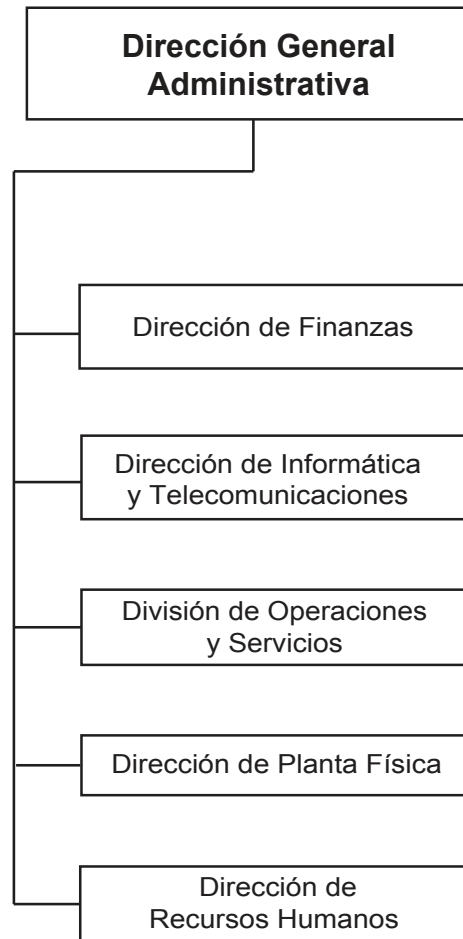 Dirección General
Administrativa
Dirección de Finanzas
Dirección de Informática
y Telecomunicaciones
División de Operaciones
y Servicios
Dirección de Planta Física
Dirección de
Recursos Humanos